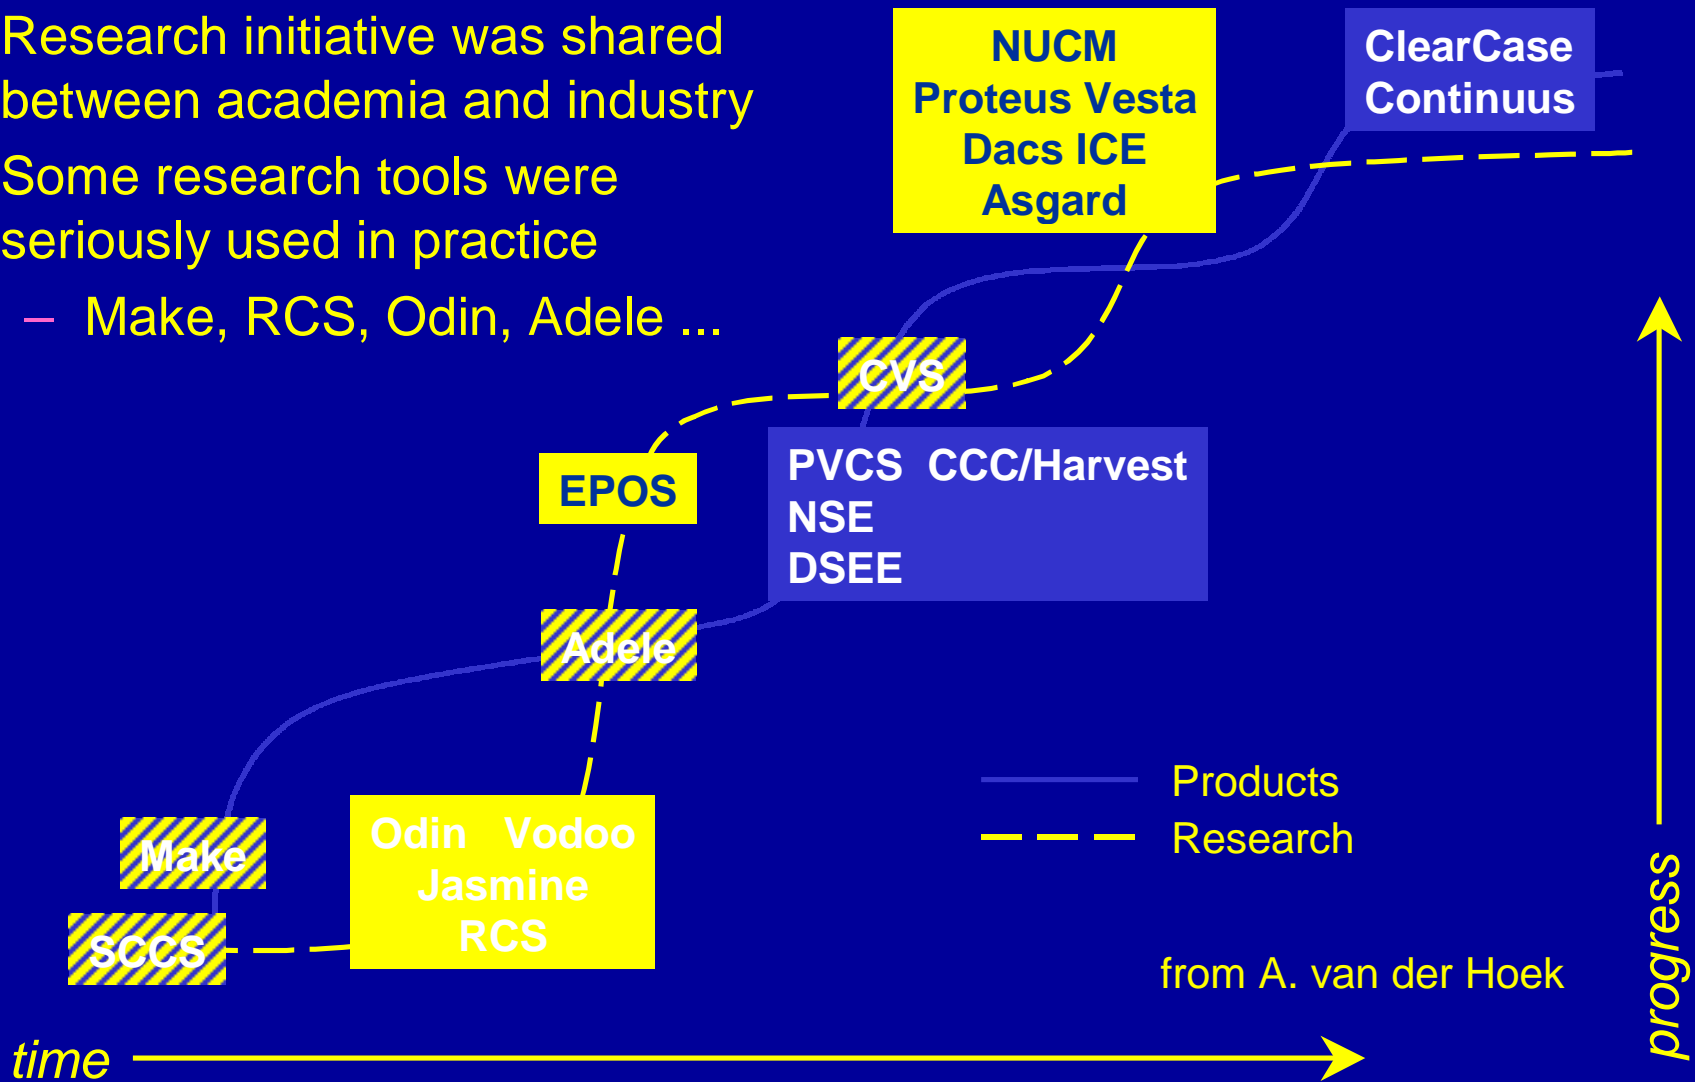 Research initiative was shared
between academia and industry
Some research tools were
seriously used in practice
– Make, RCS, Odin, Adele ...
NUCM
Proteus Vesta
Dacs ICE
Asgard
ClearCase
Continuus
CVS
EPOS
PVCS CCC/Harvest
NSE
DSEE
Adele
Make
SCCS
Odin Vodoo
Jasmine
RCS
Products
Research
from A. van der Hoek
progress
time